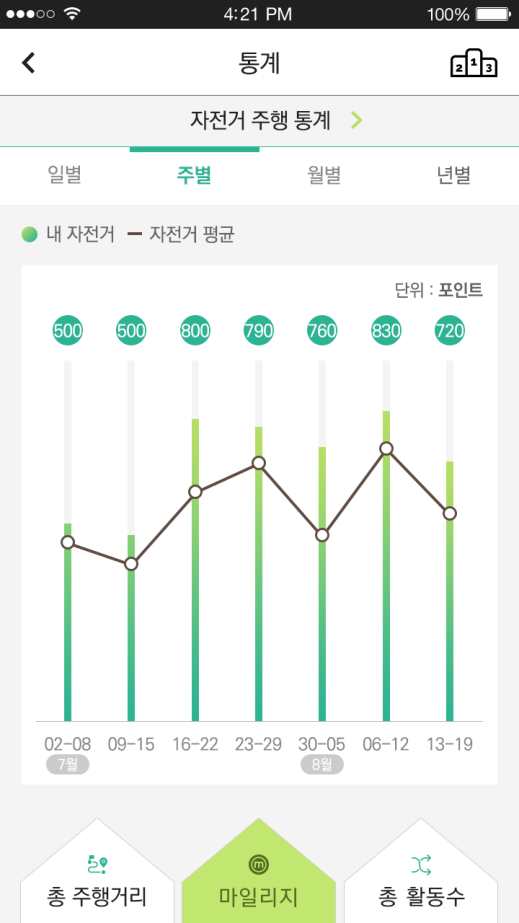 4:21 PM 100%
통계
2 1 3
자전거 주행 통계
일별 주별 월별 년별
내 자전거 자전거 평균
단위 : 포인트
500 500 800 790 760 830 720
02-08 09-15 16-22 23-29 30-05 06-12 13-19
7월 8월
m
총 주행거리 마일리지 총 활동수